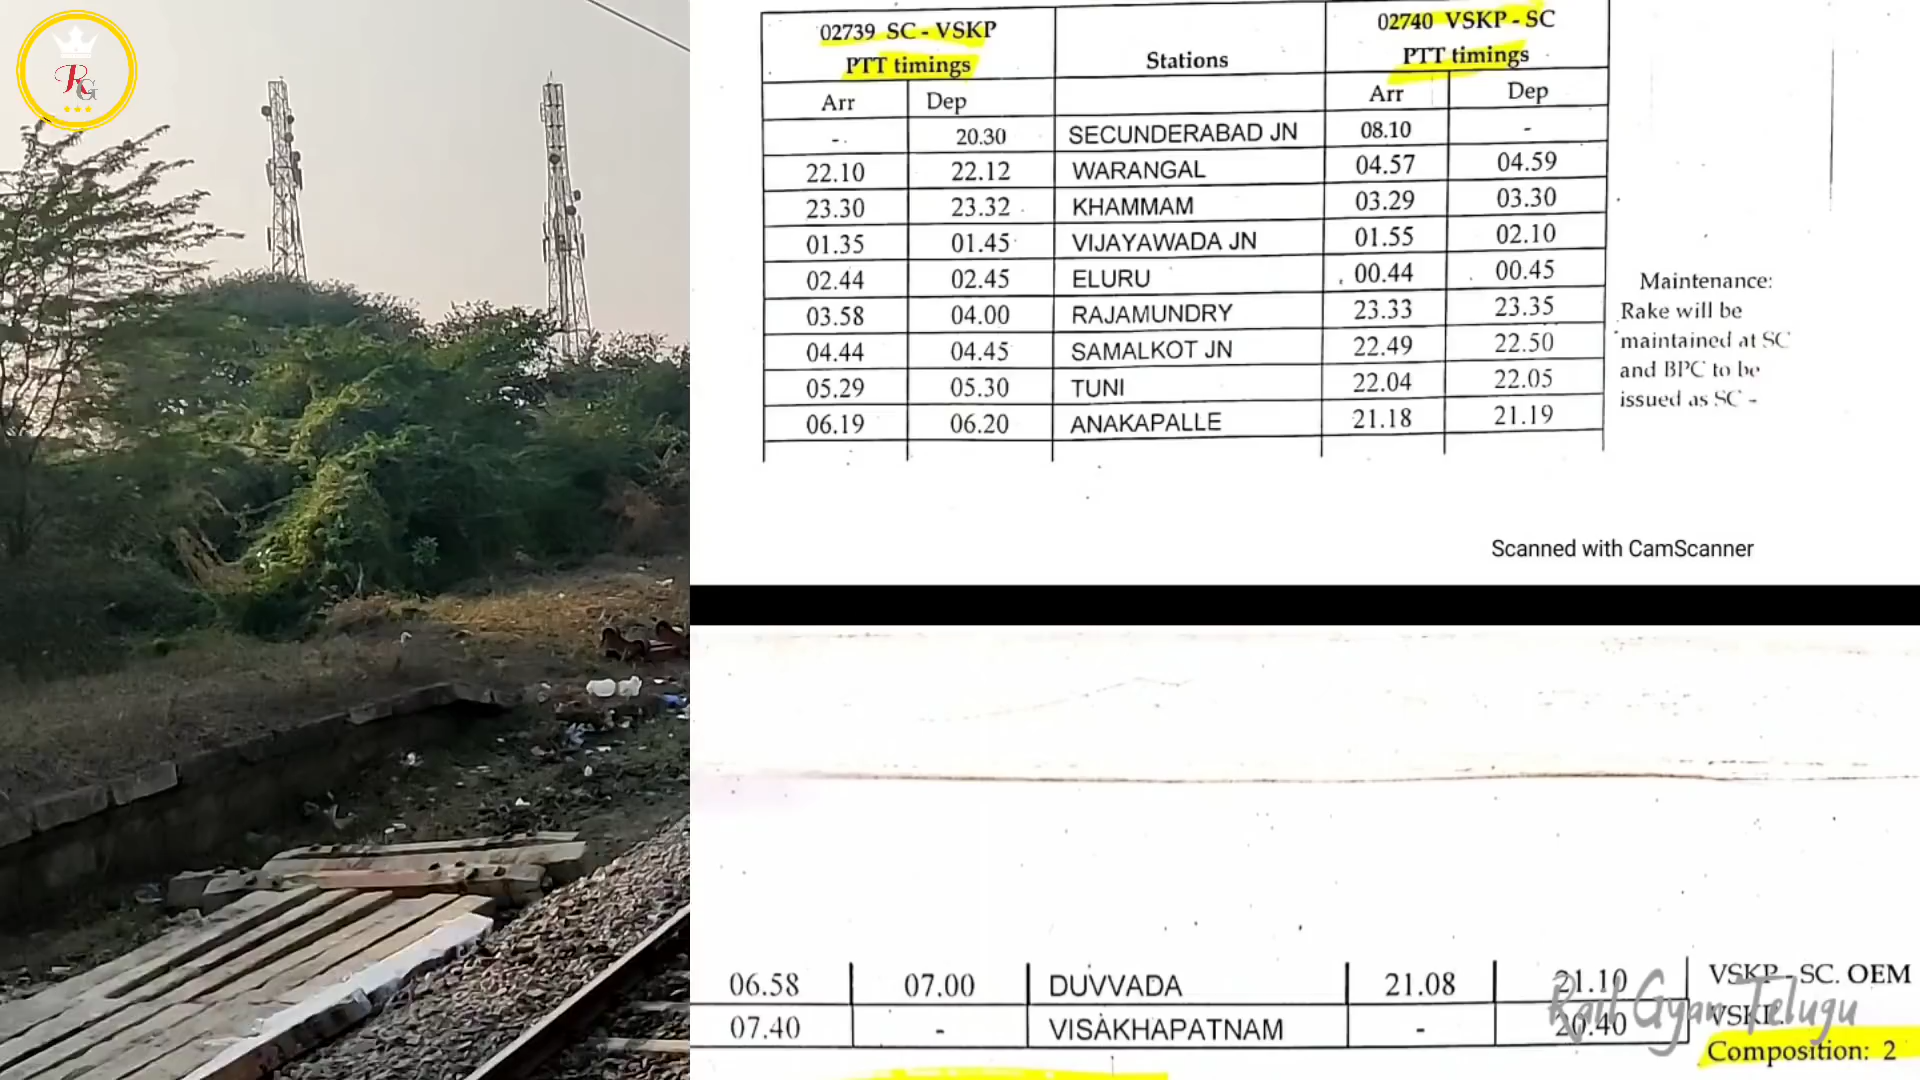 RG
02739 SC - VSKP
PTT timings
Stations
02740 VSKP - SC
PTT timings
Arr Dep Arr Dep
- 20.30 SECUNDERABAD JN 08.10 -
22.10 22.12 WARANGAL 04.57 04.59
23.30 23.32 KHAMMAM 03.29 03.30
01.35 01.45 VIJAYAWADA JN 01.55 02.10
02.44 02.45 ELURU 00.44 00.45
03.58 04.00 RAJAMUNDRY 23.33 23.35
04.44 04.45 SAMALKOT JN 22.49 22.50
05.29 05.30 TUNI 22.04 22.05
06.19 06.20 ANAKAPALLE 21.18 21.19
Maintenance:
Rake will be
maintained at SC
and BPC to be
issued as SC -
Scanned with CamScanner
06.58 07.00 DUVVADA 21.08 21.10
07.40 - VISAKHAPATNAM - 20.40
VSKP - SC. OEM
VSKP.
Composition: 2
Rail Gyan Telugu